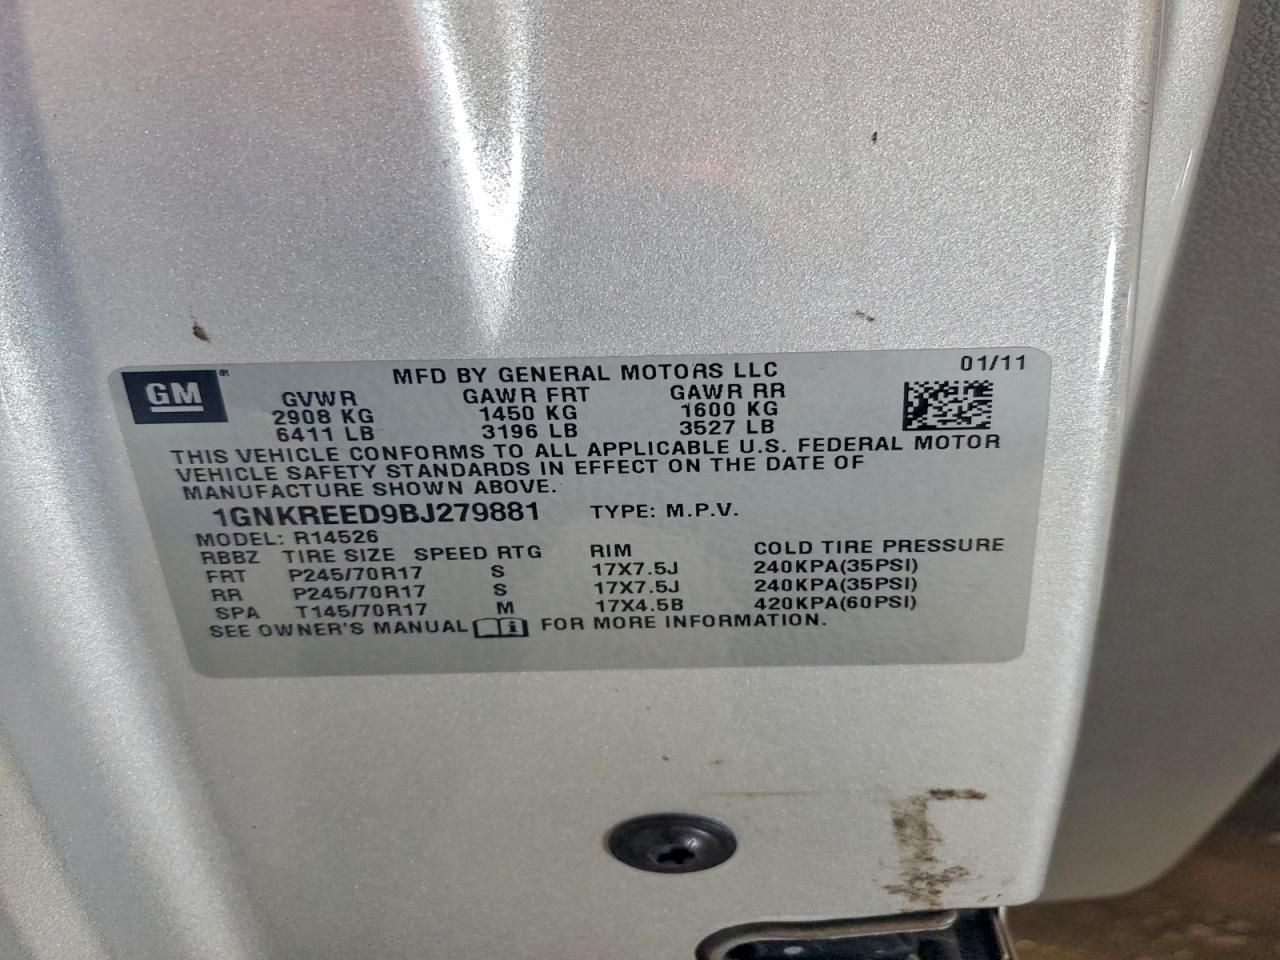 GM®
MFD BY GENERAL MOTORS LLC 01/11
GVWR GAWR FRT GAWR RR
2908 KG 1450 KG 1600 KG
6411 LB 3196 LB 3527 LB
THIS VEHICLE CONFORMS TO ALL APPLICABLE U.S. FEDERAL MOTOR
VEHICLE SAFETY STANDARDS IN EFFECT ON THE DATE OF
MANUFACTURE SHOWN ABOVE.
1GNKREED9BJ279881 TYPE: M.P.V.
MODEL: R14526
RBBZ TIRE SIZE SPEED RTG RIM COLD TIRE PRESSURE
FRT P245/70R17 S 17X7.5J 240KPA(35PSI)
RR P245/70R17 S 17X7.5J 240KPA(35PSI)
SPA T145/70R17 M 17X4.5B 420KPA(60PSI)
SEE OWNER'S MANUAL i FOR MORE INFORMATION.